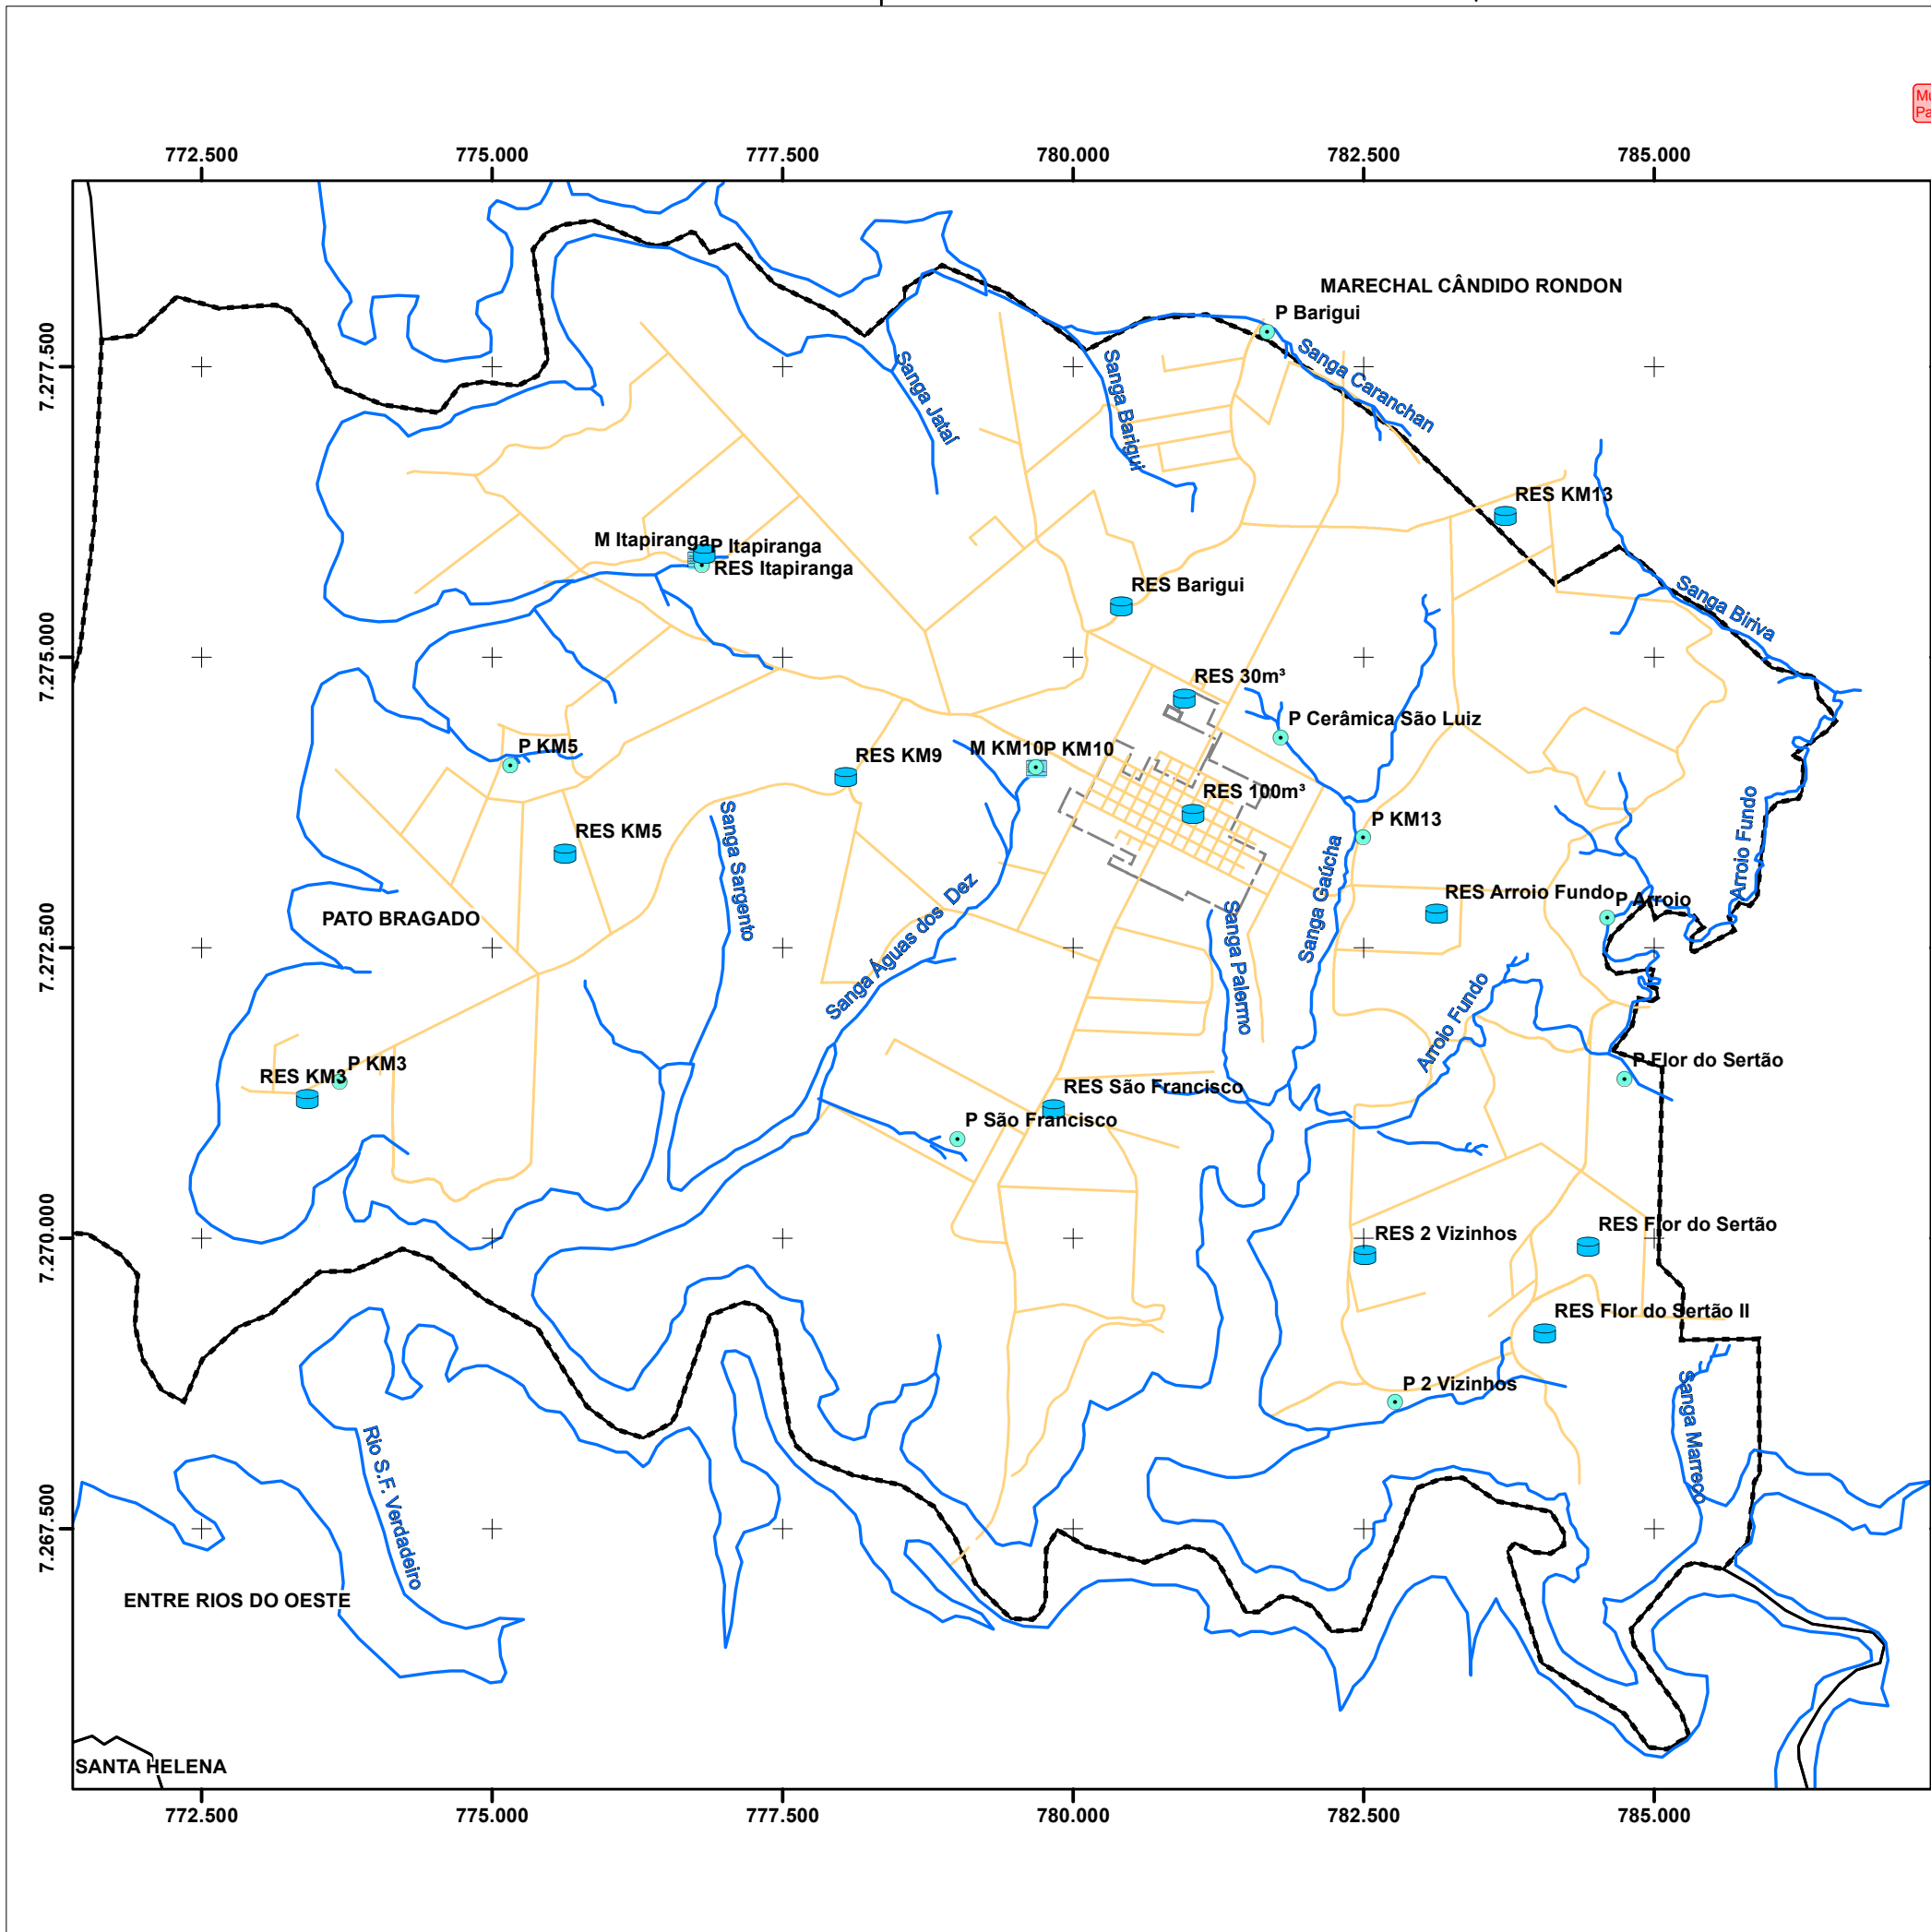 Mu
Pa
772.500 775.000 777.500 780.000 782.500 785.000
MARECHAL CÂNDIDO RONDON
P Barigui
7.277.500
Sanga Caranchan
Sanga Jataí
Sanga Barigui
RES KM13
M Itapiranga
P Itapiranga
RES Itapiranga
RES Barigui
Sanga Biriva
7.275.000
RES 30m³
P Cerâmica São Luiz
P KM5
RES KM9
M KM10
P KM10
RES 100m³
P KM13
RES KM5
Sanga Sargento
Sanga Gaúcha
Arroio Fundo
Sanga Águas dos Dez
RES Arroio Fundo
P Arroio
PATO BRAGADO
7.272.500
Sanga Palermo
Arroio Fundo
P KM3
RES KM3
P Flor do Sertão
RES São Francisco
P São Francisco
7.270.000
RES 2 Vizinhos
RES Flor do Sertão
RES Flor do Sertão II
P 2 Vizinhos
Sanga Marreco
Rio S.F. Verdadeiro
7.267.500
ENTRE RIOS DO OESTE
SANTA HELENA
772.500 775.000 777.500 780.000 782.500 785.000